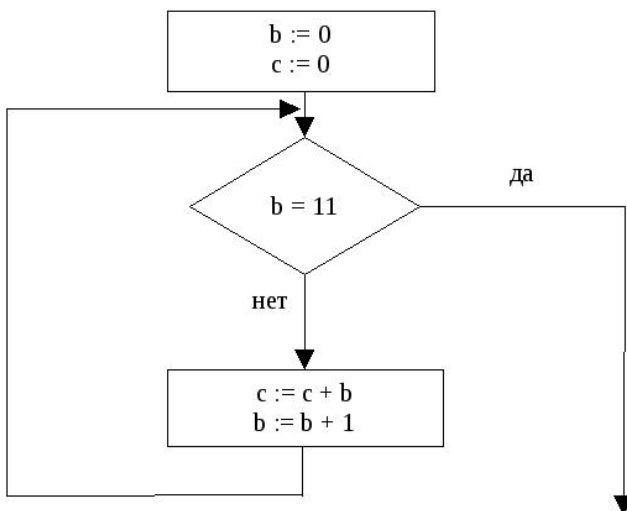 b := 0
c := 0
да
b = 11
нет
c := c + b
b := b + 1